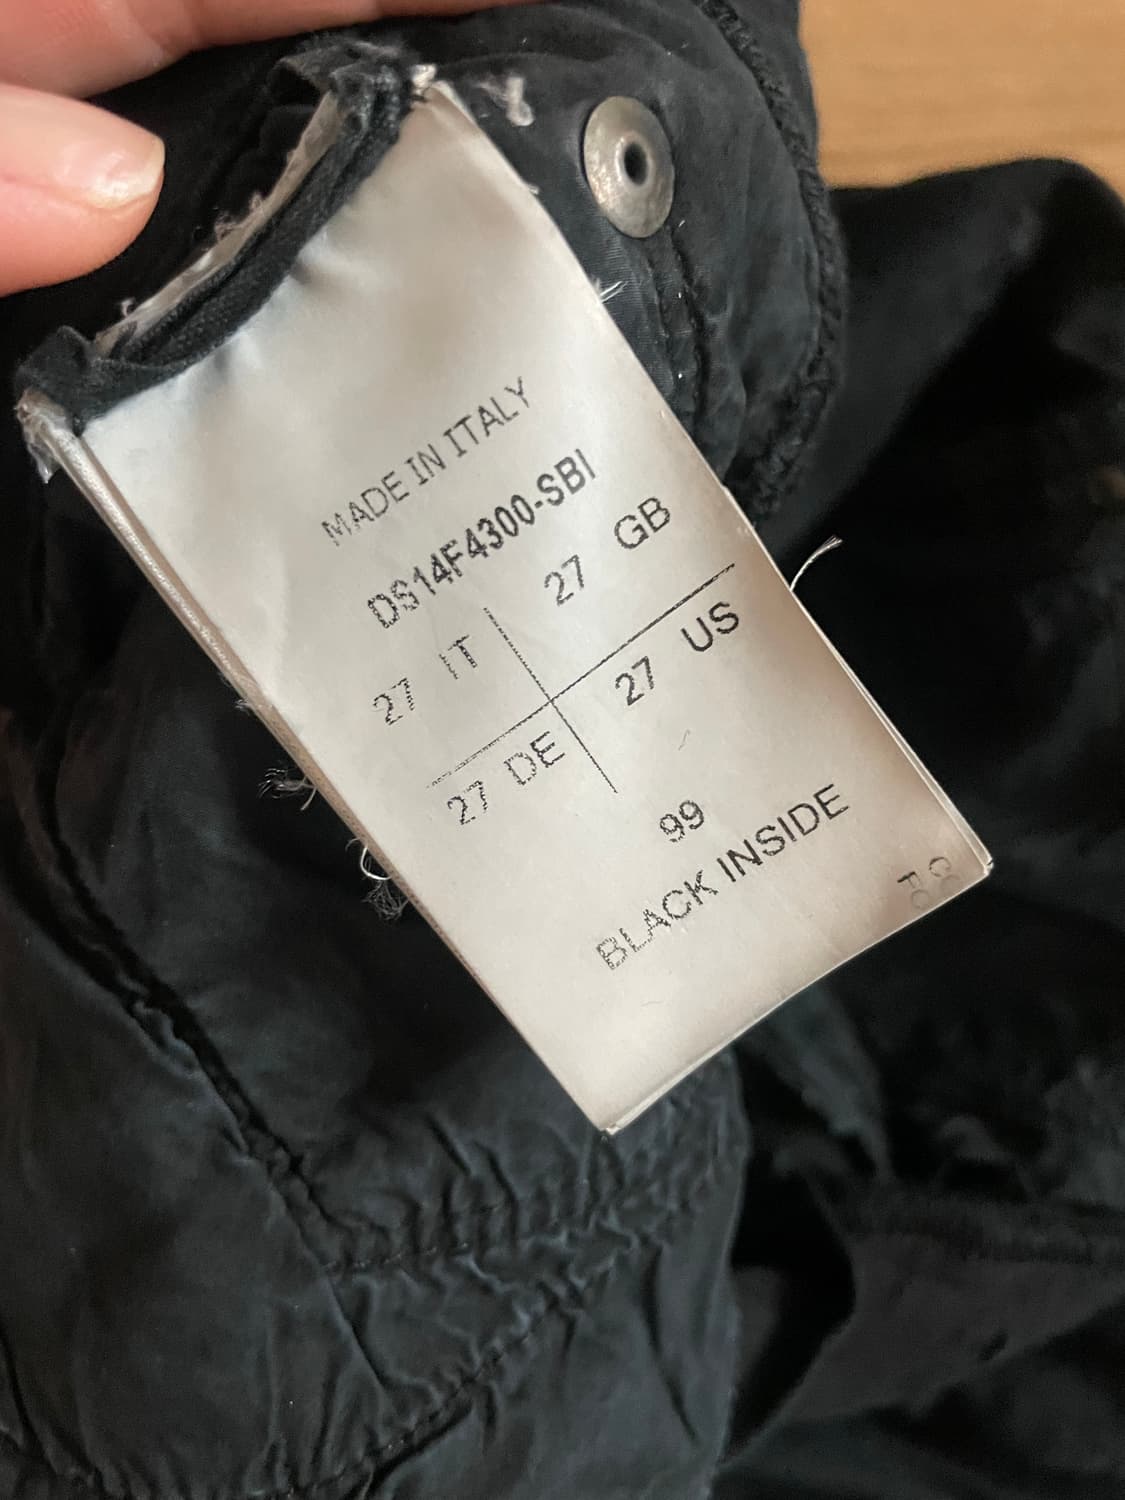 MADE IN ITALY
DS14F4300-SBI
27 IT 27 GB
27 DE 27 US
99
BLACK INSIDE